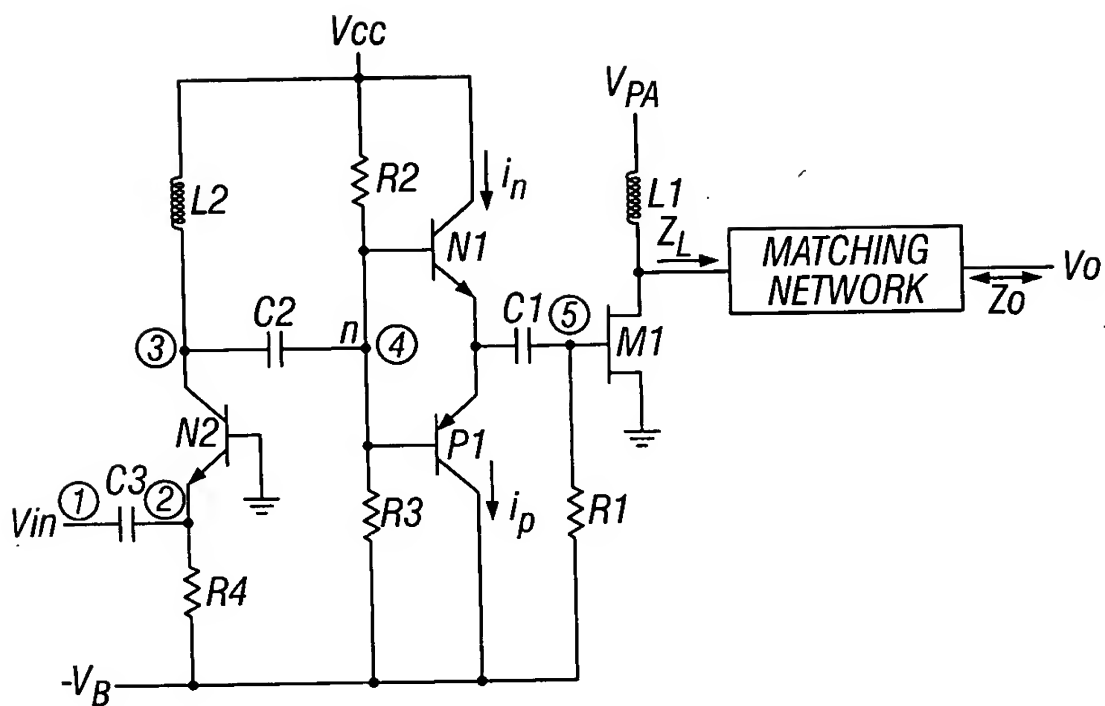 Vcc
V_PA
L2
R2
i_n
L1
Z_L
N1
MATCHING
NETWORK
Vo
Zo
C2
n
③
④
C1
⑤
M1
N2
P1
C3
①
②
Vin
R3
i_p
R1
R4
-V_B